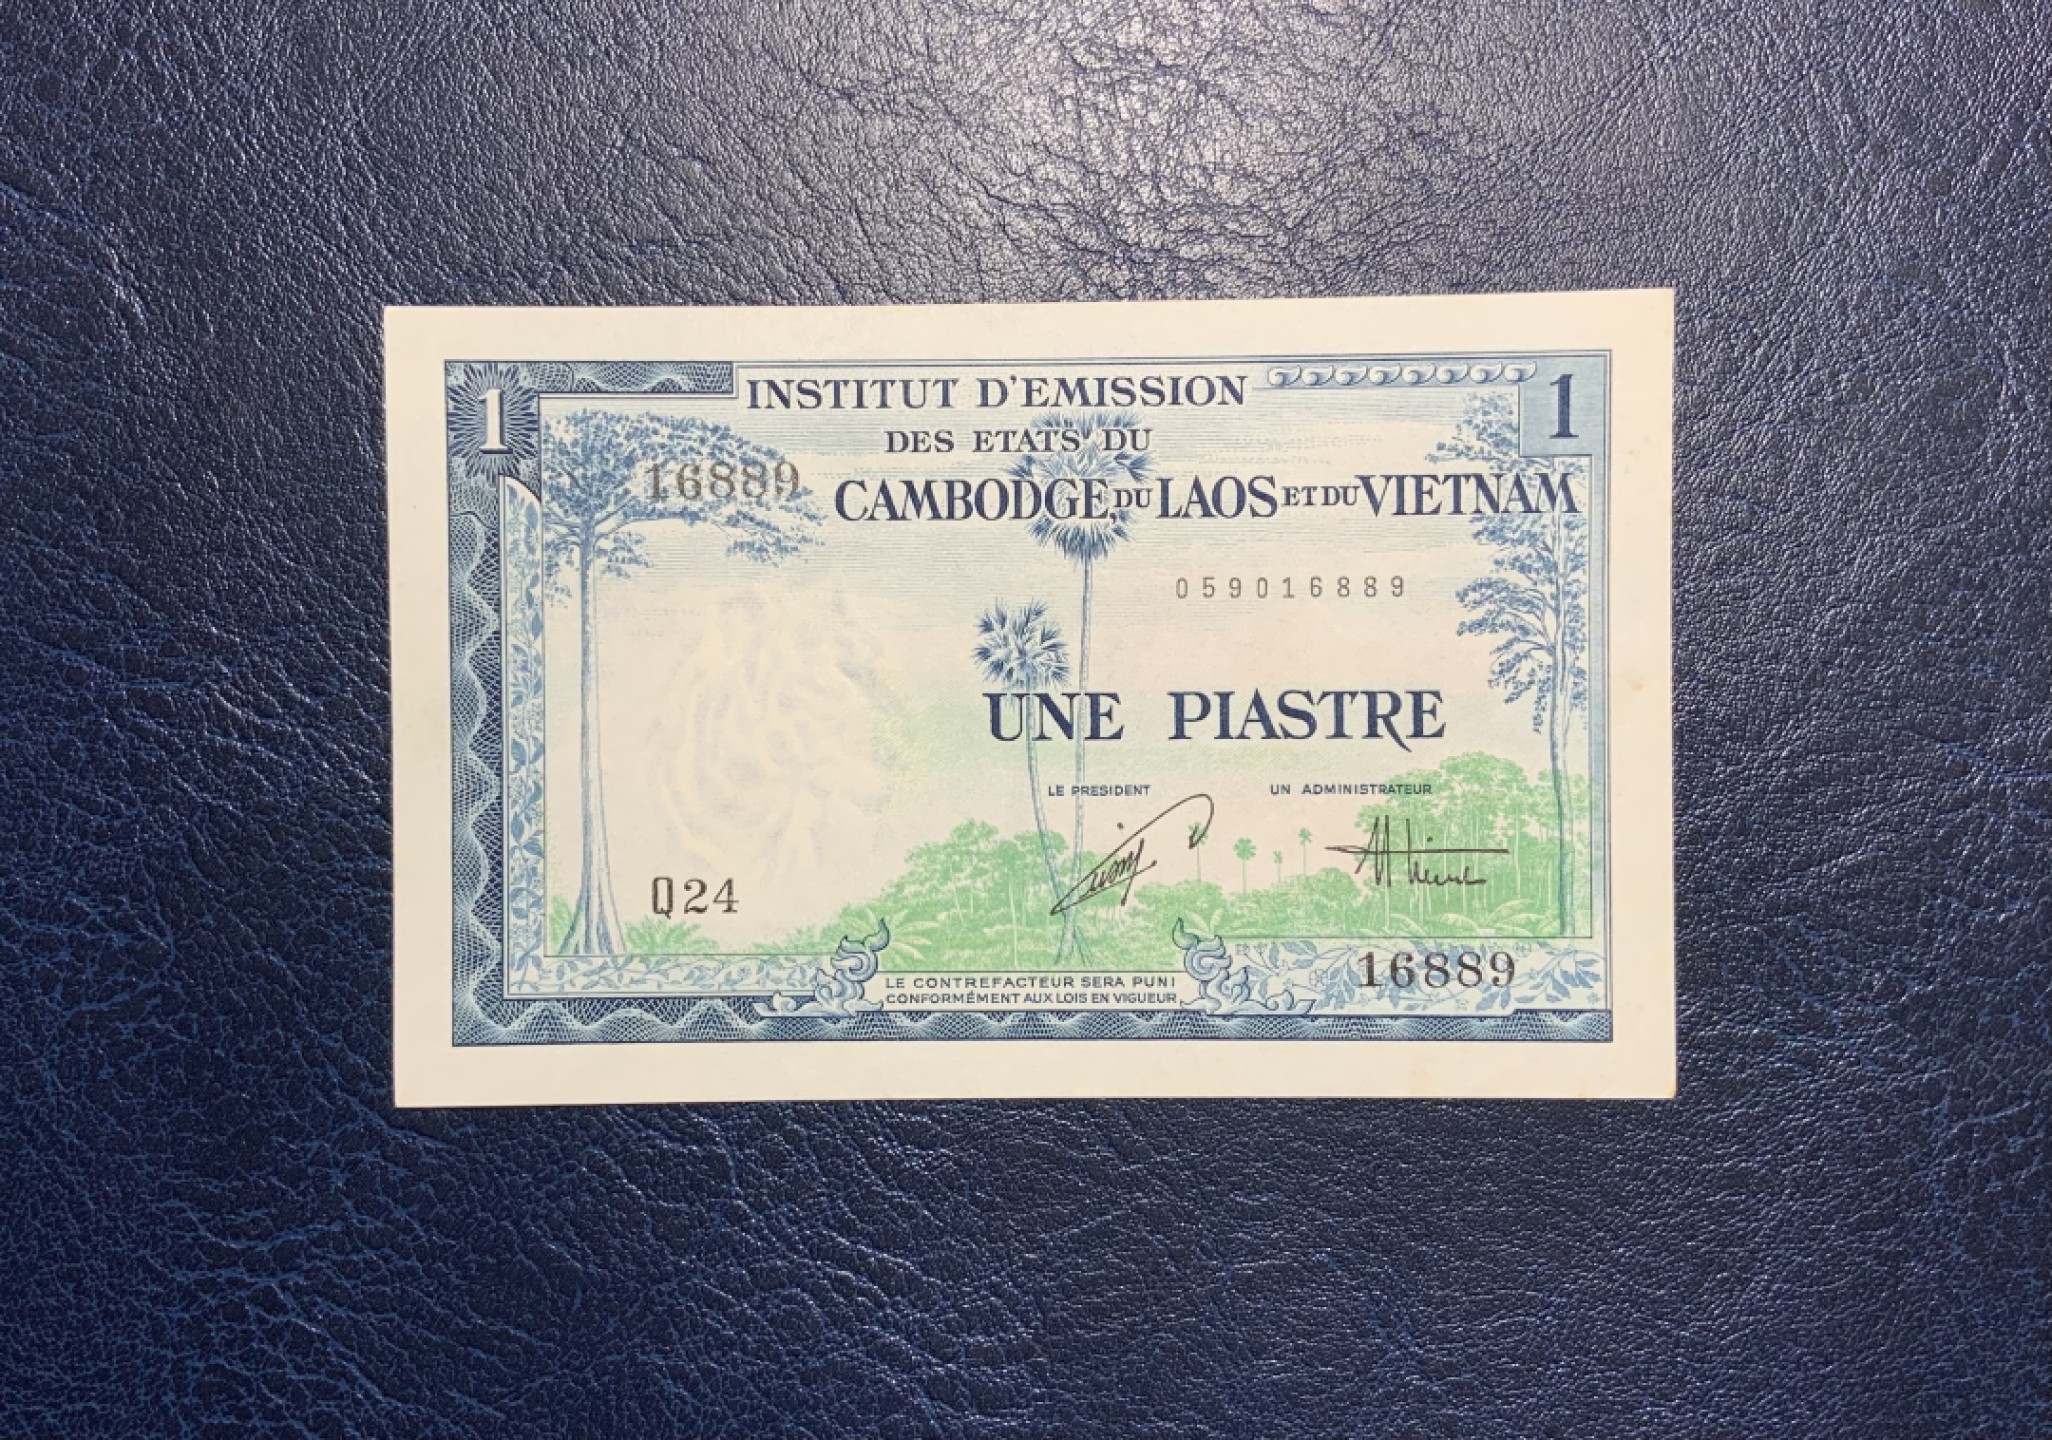 1
INSTITUT D'EMISSION
1
DES ETATS DU
16889
CAMBODGE, DU LAOS ET DU VIETNAM
059016889
UNE PIASTRE
LE PRESIDENT
UN ADMINISTRATEUR
Q24
16889
LE CONTREFACTEUR SERA PUNI
CONFORMÉMENT AUX LOIS EN VIGUEUR